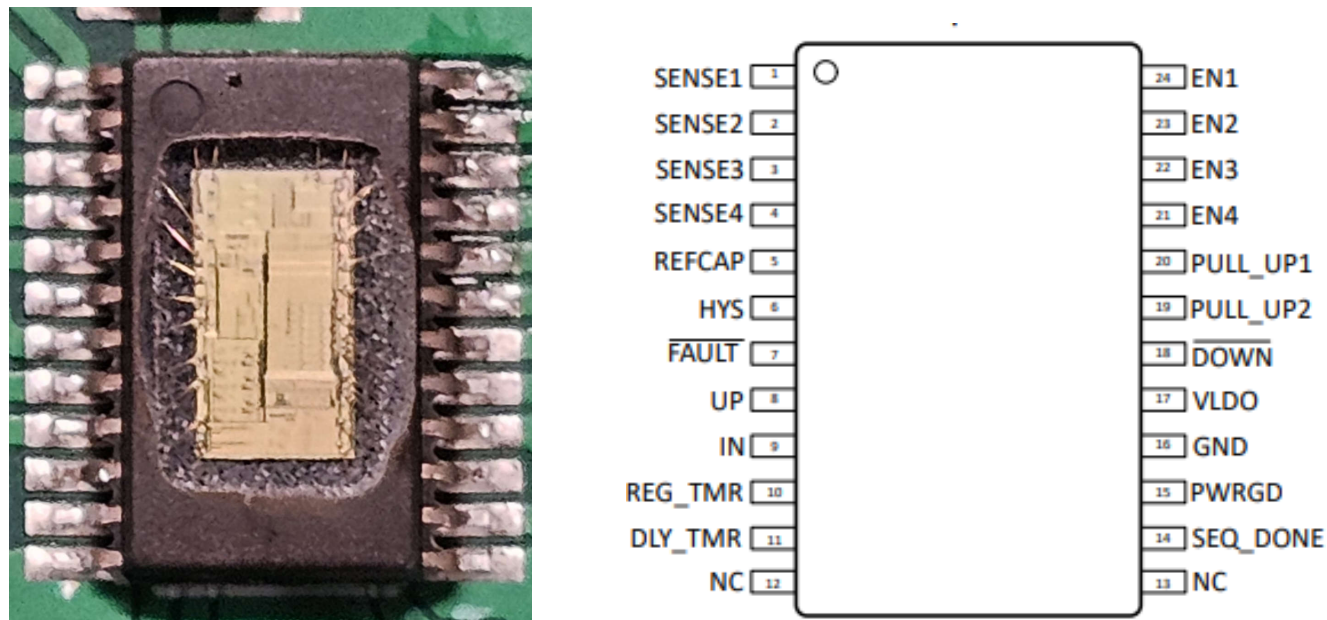 SENSE1 1 24 EN1
SENSE2 2 23 EN2
SENSE3 3 22 EN3
SENSE4 4 21 EN4
REFCAP 5 20 PULL_UP1
HYS 6 19 PULL_UP2
FAULT 7 18 DOWN
UP 8 17 VLDO
IN 9 16 GND
REG_TMR 10 15 PWRGD
DLY_TMR 11 14 SEQ_DONE
NC 12 13 NC